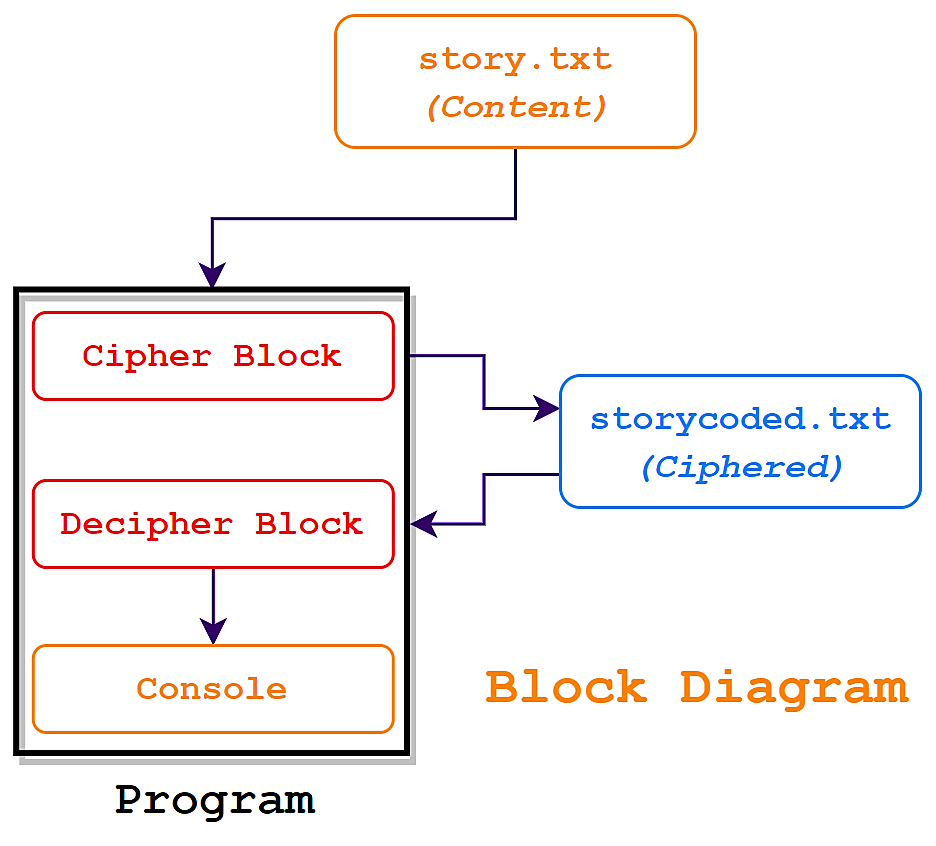 story.txt
(Content)
Cipher Block
storycoded.txt
(Ciphered)
Decipher Block
Console
Block Diagram
Program